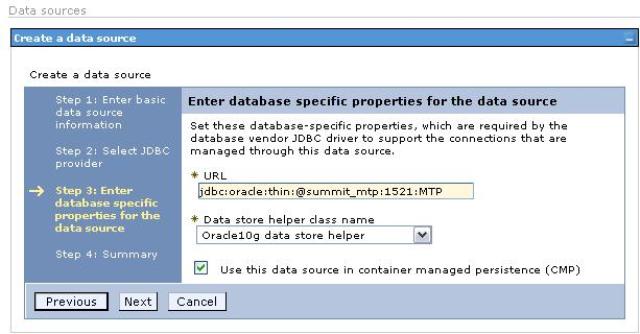 Data sources
Create a data source
Create a data source
Step 1: Enter basic
data source
information
Step 2: Select JDBC
provider
Step 3: Enter
database specific
properties for the
data source
Step 4: Summary
Enter database specific properties for the data source
Set these database-specific properties, which are required by the
database vendor JDBC driver to support the connections that are
managed through this data source.
* URL
jdbc:oracle:thin:@summit_mtp:1521:MTP
* Data store helper class name
Oracle10g data store helper
Use this data source in container managed persistence (CMP)
Previous Next Cancel